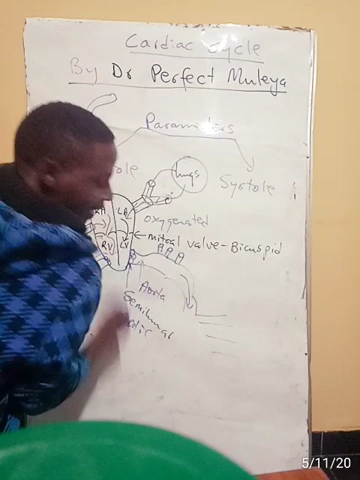 Cardiac Cycle
By Dr Perfect Muleya
Parameters
lungs
Systole
LA
oxygenated
mitral valve-Bicuspid
RV
LV
Aorta
Semilunar
5/11/20